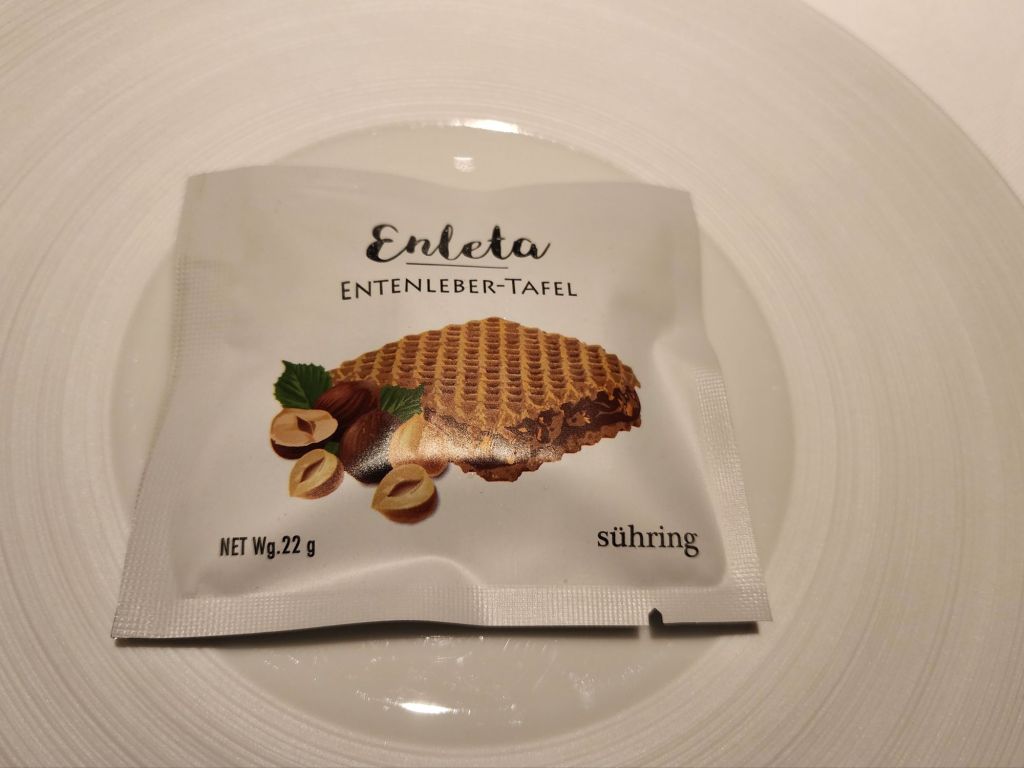 Enleta
ENTENLEBER-TAFEL
NET Wg.22 g
sühring